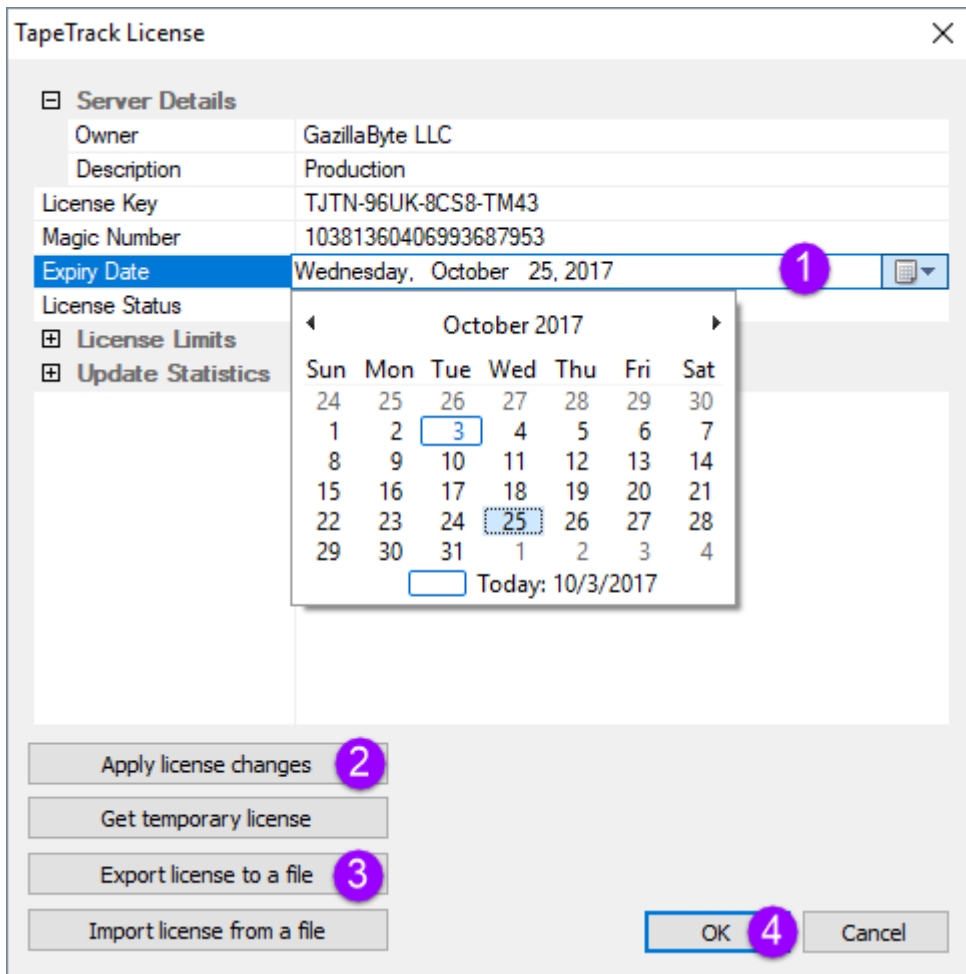 TapeTrack License
Server Details
Owner GazillaByte LLC
Description Production
License Key TJTN-96UK-8CS8-TM43
Magic Number 10381360406993687953
Expiry Date Wednesday, October 25, 2017 1
License Status
License Limits
Update Statistics
October 2017
Sun Mon Tue Wed Thu Fri Sat
24 25 26 27 28 29 30
1 2 3 4 5 6 7
8 9 10 11 12 13 14
15 16 17 18 19 20 21
22 23 24 25 26 27 28
29 30 31 1 2 3 4
Today: 10/3/2017
Apply license changes 2
Get temporary license
Export license to a file 3
Import license from a file
OK 4 Cancel